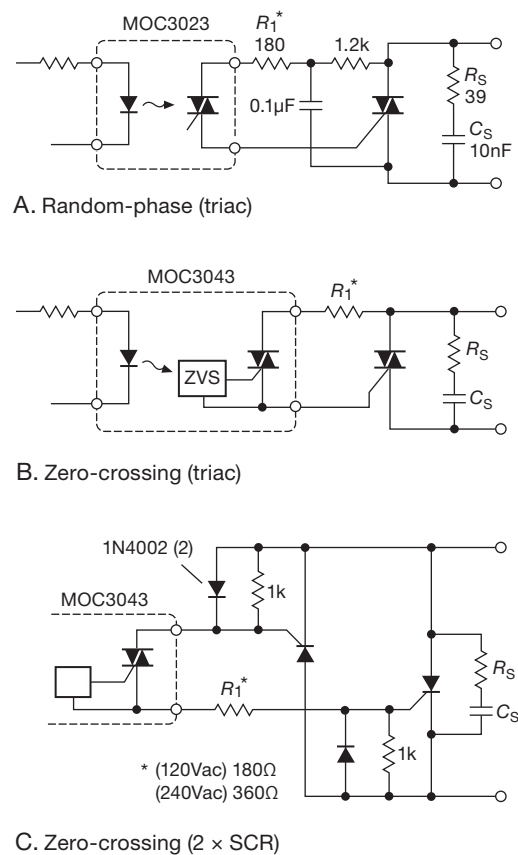 MOC3023
R1*
180
1.2k
0.1µF
RS
39
CS
10nF
A. Random-phase (triac)
MOC3043
R1*
ZVS
RS
CS
B. Zero-crossing (triac)
1N4002 (2)
MOC3043
1k
R1*
RS
CS
1k
* (120Vac) 180Ω
(240Vac) 360Ω
C. Zero-crossing (2 × SCR)